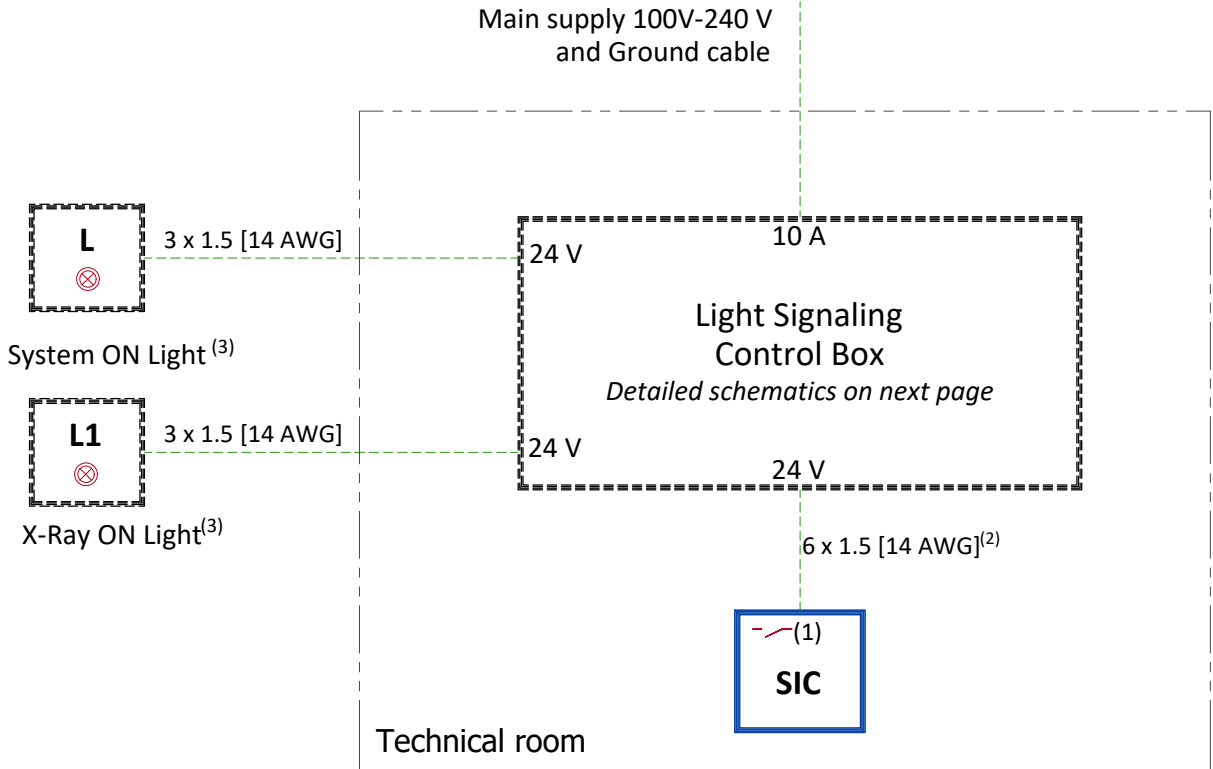 Main supply 100V-240 V
and Ground cable
L
3 x 1.5 [14 AWG]
24 V
10 A
System ON Light (3)
Light Signaling
Control Box
Detailed schematics on next page
L1
3 x 1.5 [14 AWG]
24 V
24 V
X-Ray ON Light(3)
6 x 1.5 [14 AWG](2)
(1)
SIC
Technical room